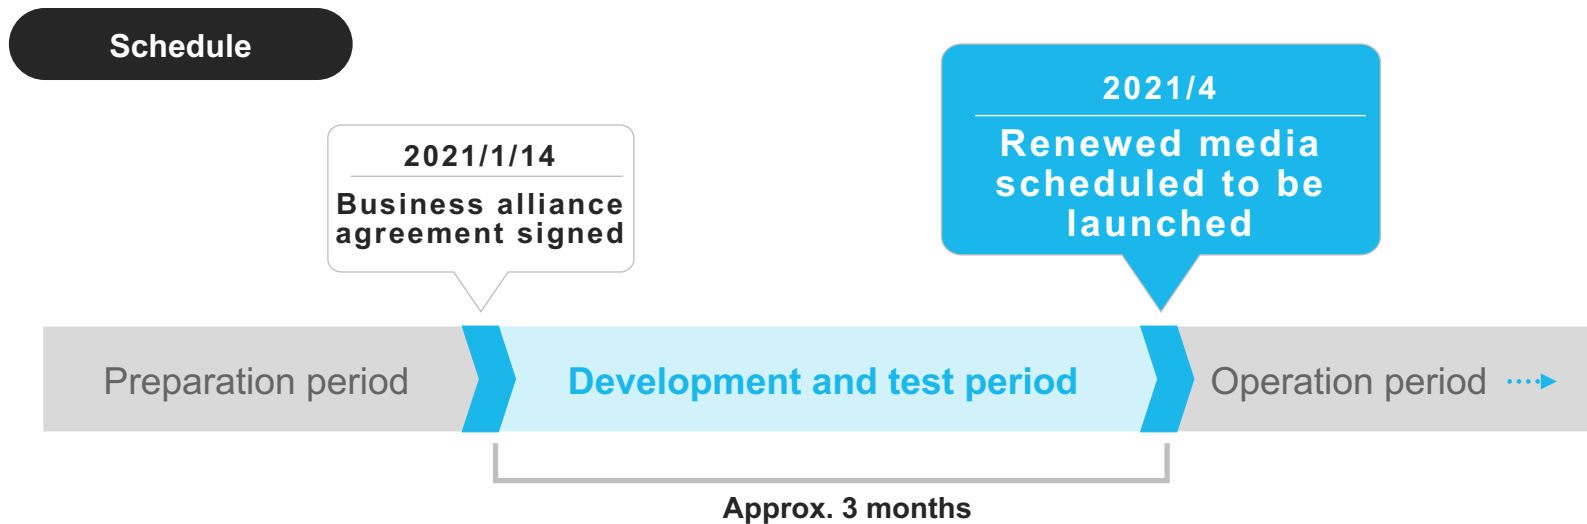 Schedule
2021/1/14
Business alliance
agreement signed
2021/4
Renewed media
scheduled to be
launched
Preparation period
Development and test period
Operation period
Approx. 3 months